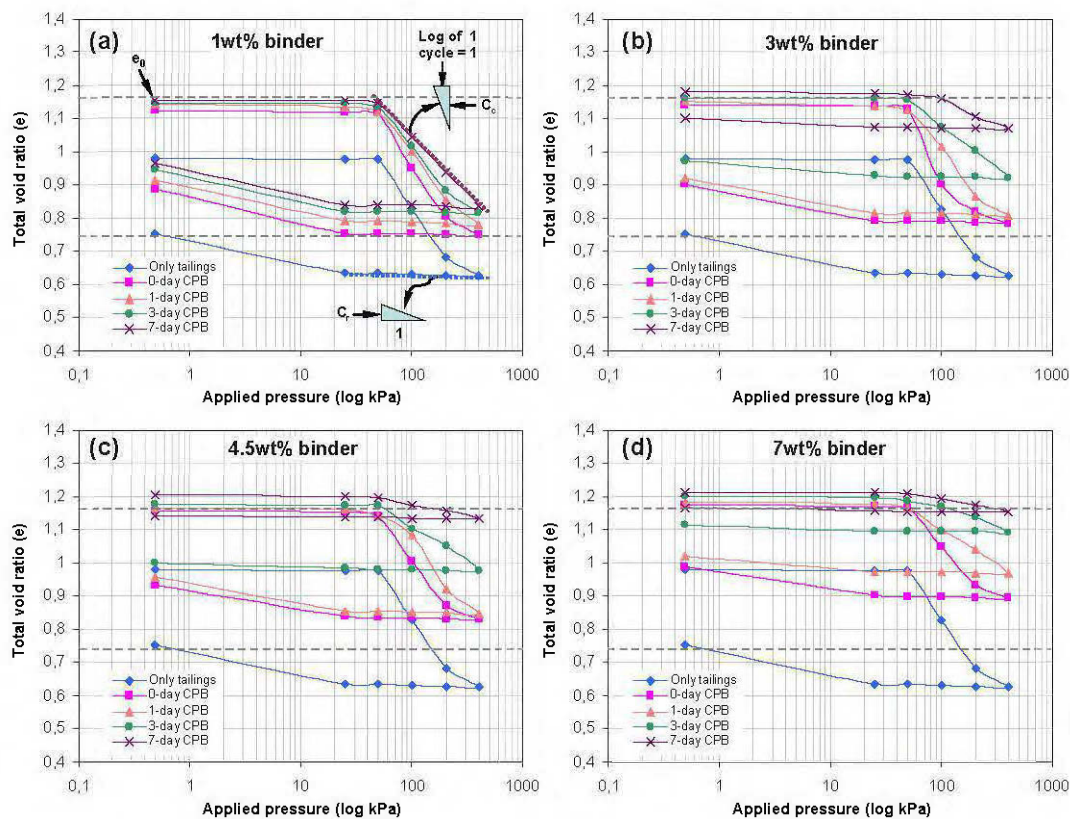 (a)
1wt% binder
Log of 1
cycle = 1
e0
Cc
Cr
1
Total void ratio (e)
1,4
1,3
1,2
1,1
1
0,9
0,8
0,7
0,6
0,5
0,4
Only tailings
0-day CPB
1-day CPB
3-day CPB
7-day CPB
0,1 1 10 100 1000
Applied pressure (log kPa)
(b)
3wt% binder
Total void ratio (e)
1,4
1,3
1,2
1,1
1
0,9
0,8
0,7
0,6
0,5
0,4
Only tailings
0-day CPB
1-day CPB
3-day CPB
7-day CPB
0,1 1 10 100 1000
Applied pressure (log kPa)
(c)
4.5wt% binder
Total void ratio (e)
1,4
1,3
1,2
1,1
1
0,9
0,8
0,7
0,6
0,5
0,4
Only tailings
0-day CPB
1-day CPB
3-day CPB
7-day CPB
0,1 1 10 100 1000
Applied pressure (log kPa)
(d)
7wt% binder
Total void ratio (e)
1,4
1,3
1,2
1,1
1
0,9
0,8
0,7
0,6
0,5
0,4
Only tailings
0-day CPB
1-day CPB
3-day CPB
7-day CPB
0,1 1 10 100 1000
Applied pressure (log kPa)